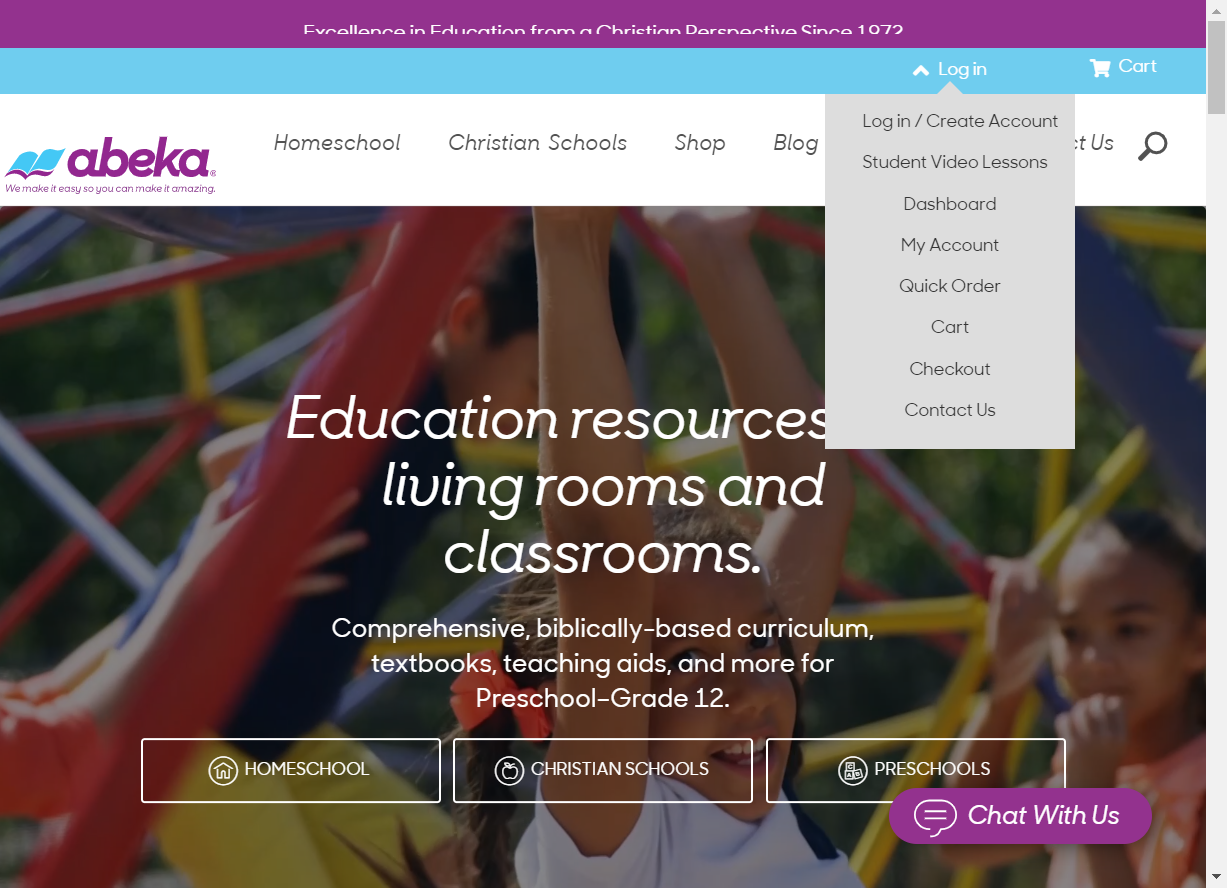 Excellence in Education from a Christian Perspective Since 1972
Log in
Cart
abeka®
We make it easy so you can make it amazing.
Homeschool
Christian Schools
Shop
Blog
ct Us
Log in / Create Account
Student Video Lessons
Dashboard
My Account
Quick Order
Cart
Checkout
Contact Us
Education resources
living rooms and
classrooms.
Comprehensive, biblically-based curriculum,
textbooks, teaching aids, and more for
Preschool–Grade 12.
HOMESCHOOL
CHRISTIAN SCHOOLS
PRESCHOOLS
Chat With Us